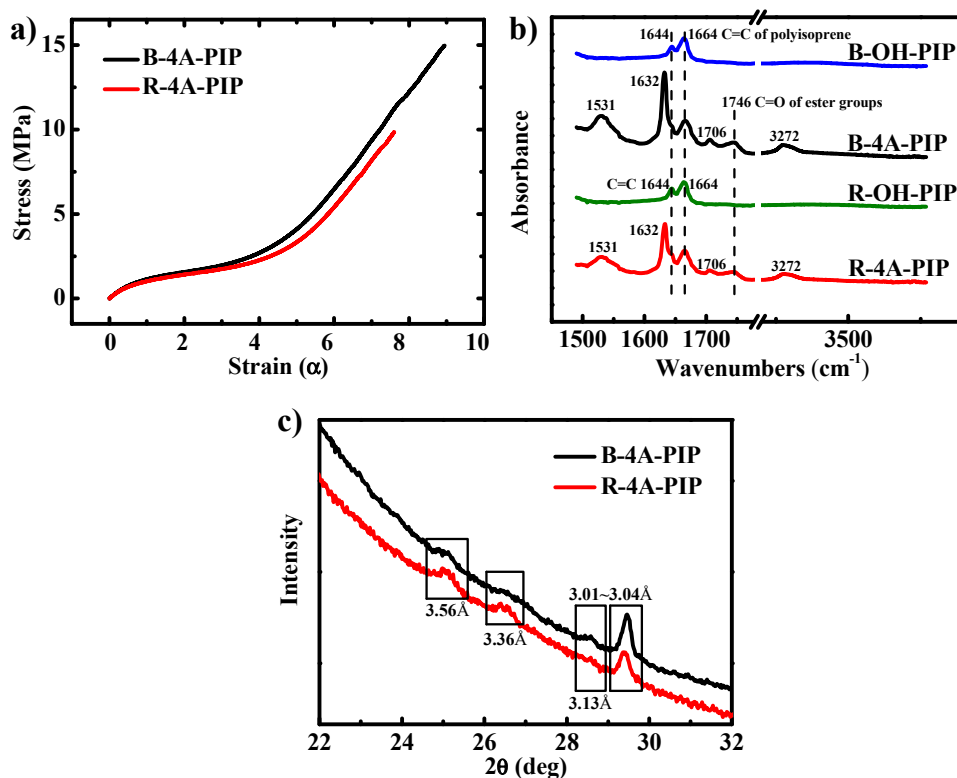 a)
B-4A-PIP
R-4A-PIP
15
10
5
0
Stress (MPa)
0 2 4 6 8 10
Strain (α)
b)
1644 1664 C=C of polyisoprene
B-OH-PIP
1632
1531
1746 C=O of ester groups
1706
3272
B-4A-PIP
C=C 1644 1664
R-OH-PIP
1632
1531
1706
3272
R-4A-PIP
Absorbance
1500 1600 1700 3500
Wavenumbers (cm⁻¹)
c)
B-4A-PIP
R-4A-PIP
3.01~3.04Å
3.56Å
3.36Å
3.13Å
Intensity
22 24 26 28 30 32
2θ (deg)